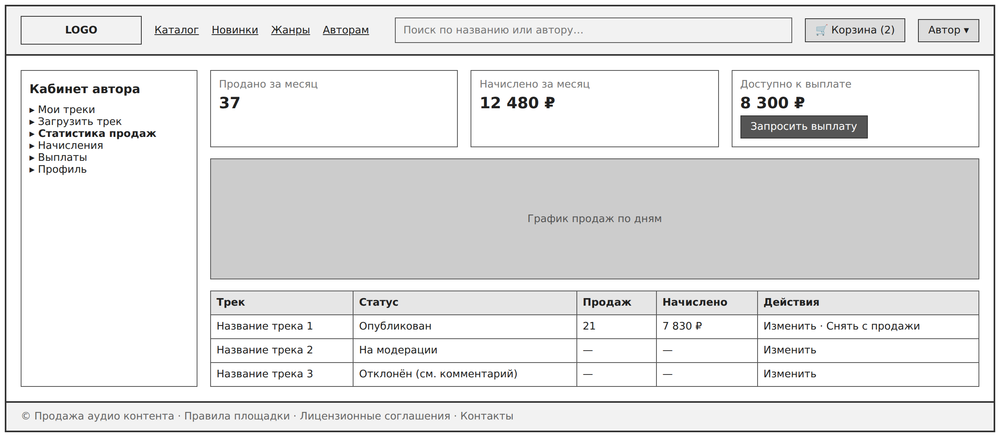 LOGO Каталог Новинки Жанры Авторам Поиск по названию или автору... 🛒 Корзина (2) Автор ▾
Кабинет автора
▸ Мои треки
▸ Загрузить трек
▸ Статистика продаж
▸ Начисления
▸ Выплаты
▸ Профиль
Продано за месяц
37
Начислено за месяц
12 480 ₽
Доступно к выплате
8 300 ₽
Запросить выплату
График продаж по дням
Трек Статус Продаж Начислено Действия
Название трека 1 Опубликован 21 7 830 ₽ Изменить · Снять с продажи
Название трека 2 На модерации — — Изменить
Название трека 3 Отклонён (см. комментарий) — — Изменить
© Продажа аудио контента · Правила площадки · Лицензионные соглашения · Контакты